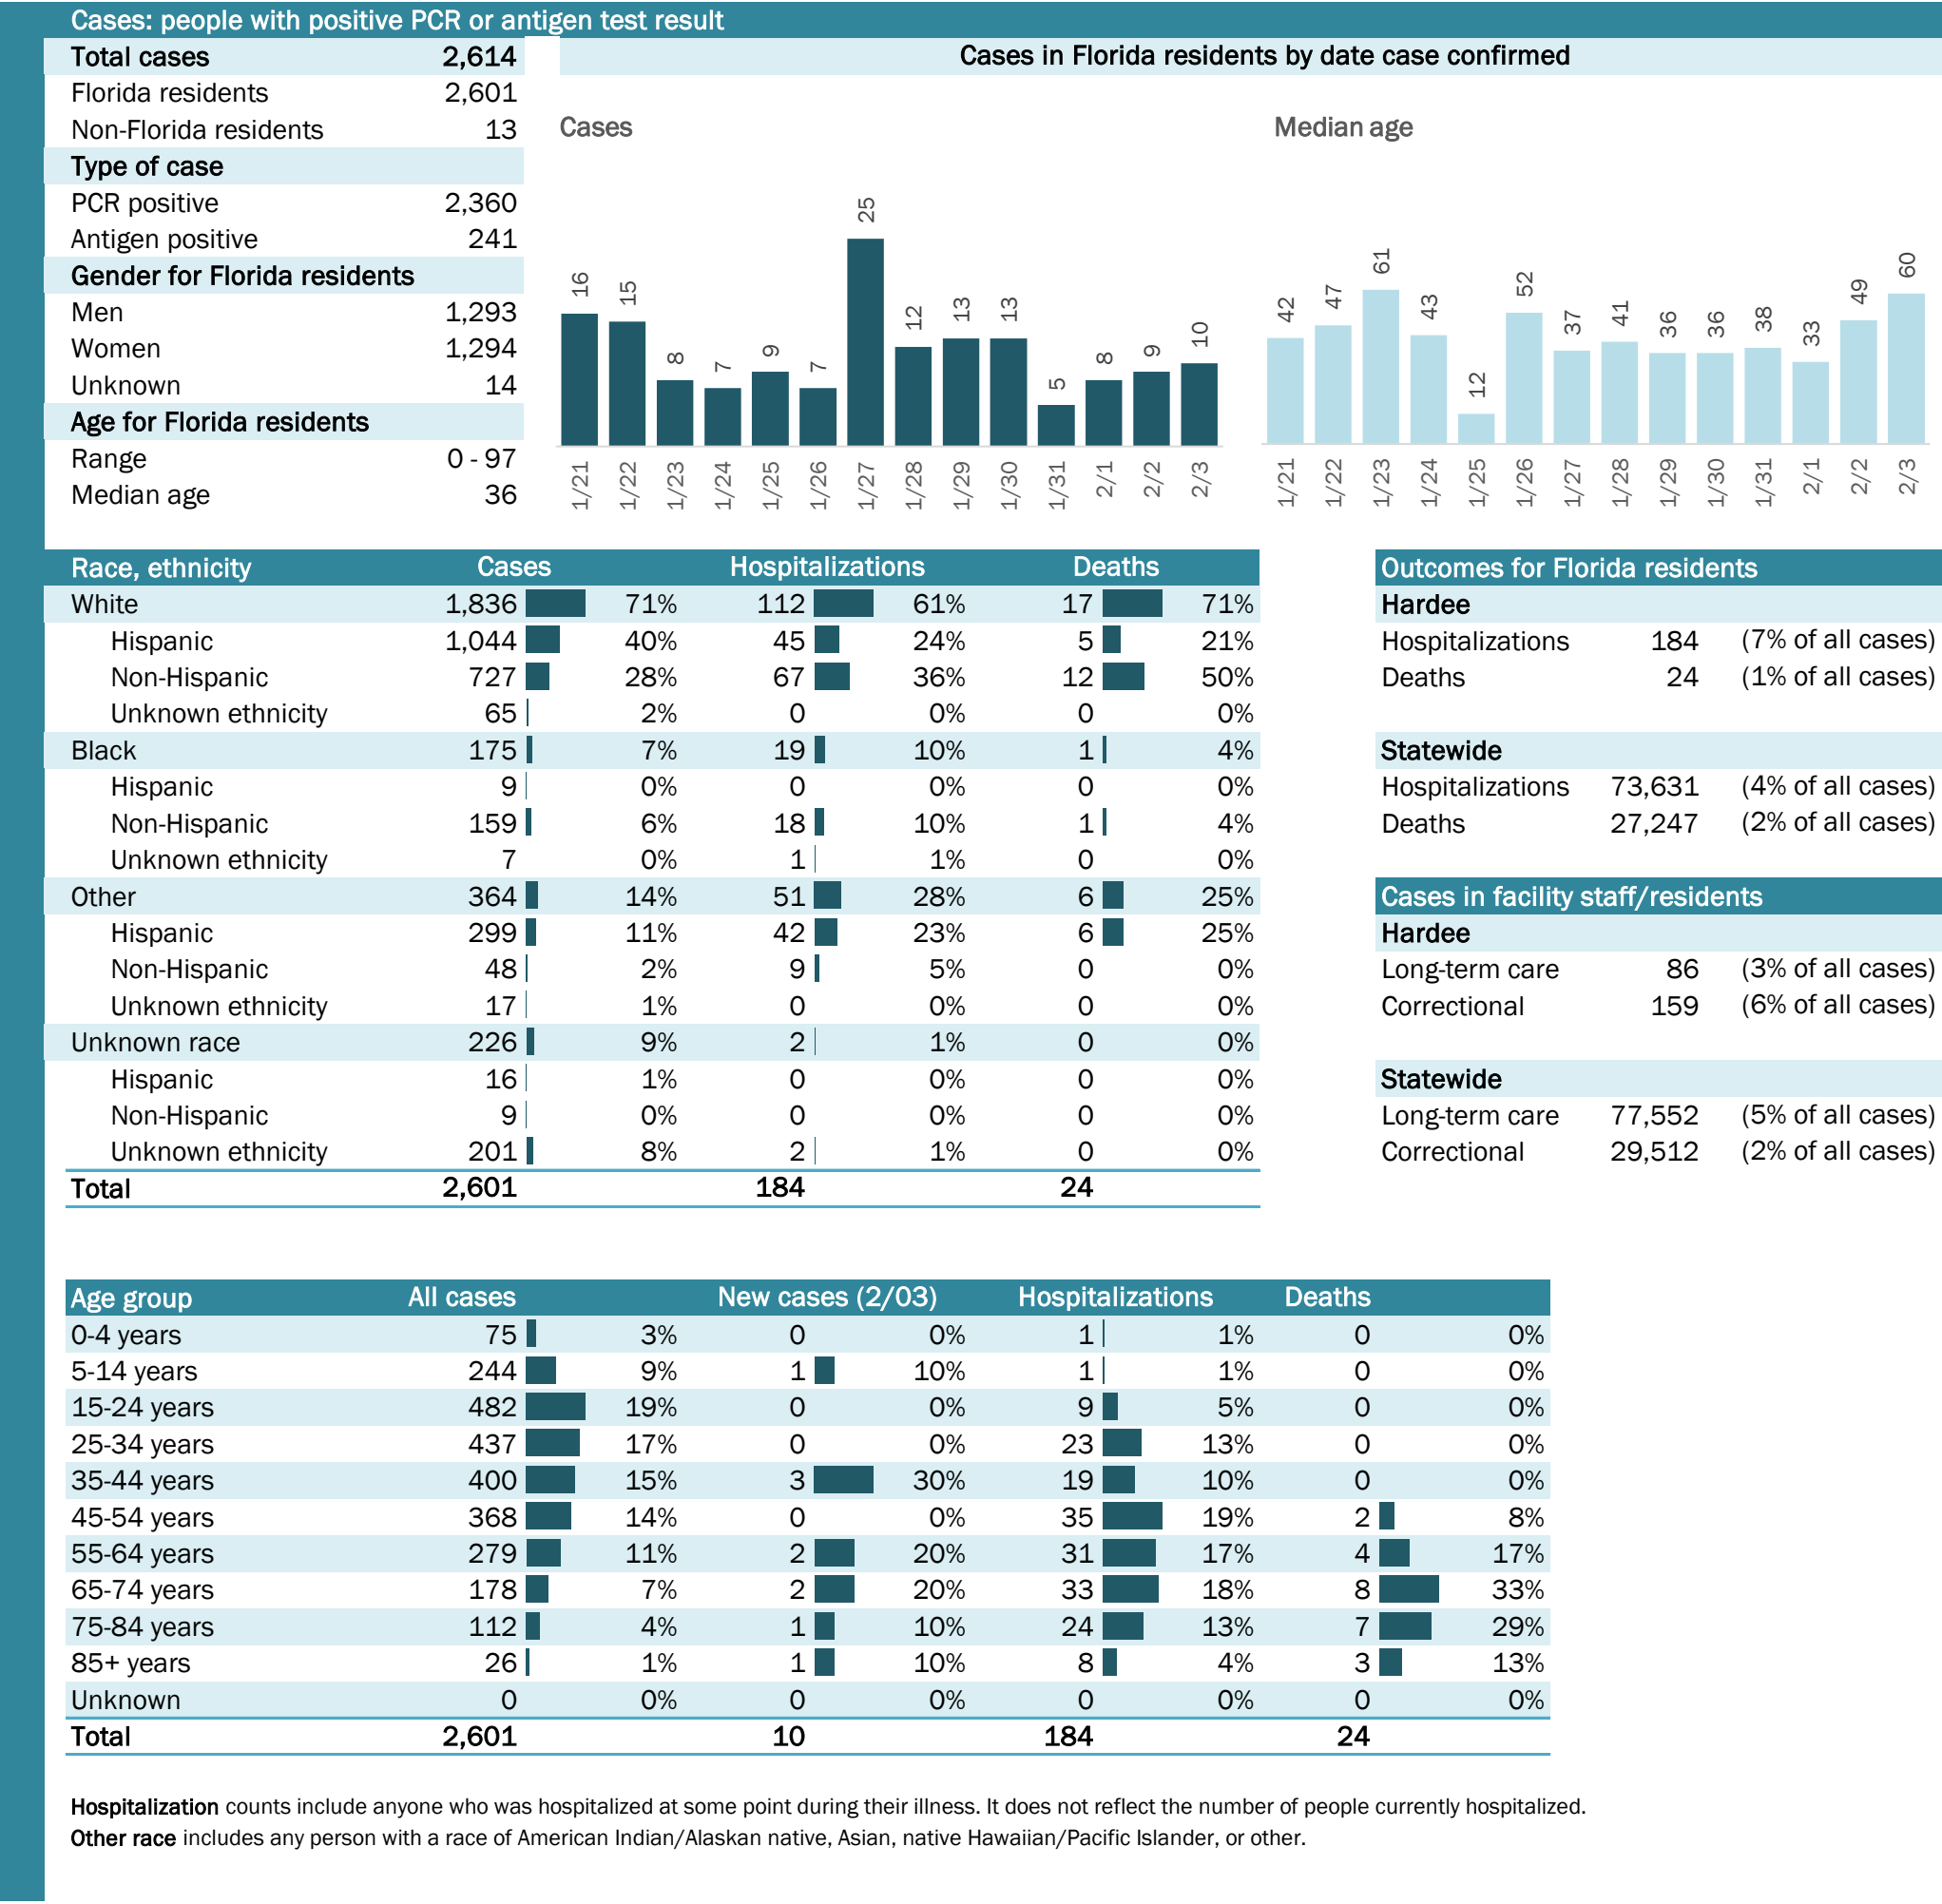 Cases: people with positive PCR or antigen test result
Total cases 2,614
Florida residents 2,601
Non-Florida residents 13
Type of case
PCR positive 2,360
Antigen positive 241
Gender for Florida residents
Men 1,293
Women 1,294
Unknown 14
Age for Florida residents
Range 0 - 97
Median age 36
Cases in Florida residents by date case confirmed
Cases
16 15 8 7 9 7 25 12 13 13 5 8 9 10
1/21 1/22 1/23 1/24 1/25 1/26 1/27 1/28 1/29 1/30 1/31 2/1 2/2 2/3
Median age
42 47 61 43 12 52 37 41 36 36 38 33 49 60
1/21 1/22 1/23 1/24 1/25 1/26 1/27 1/28 1/29 1/30 1/31 2/1 2/2 2/3
Race, ethnicity Cases Hospitalizations Deaths
White 1,836 71% 112 61% 17 71%
Hispanic 1,044 40% 45 24% 5 21%
Non-Hispanic 727 28% 67 36% 12 50%
Unknown ethnicity 65 2% 0 0% 0 0%
Black 175 7% 19 10% 1 4%
Hispanic 9 0% 0 0% 0 0%
Non-Hispanic 159 6% 18 10% 1 4%
Unknown ethnicity 7 0% 1 1% 0 0%
Other 364 14% 51 28% 6 25%
Hispanic 299 11% 42 23% 6 25%
Non-Hispanic 48 2% 9 5% 0 0%
Unknown ethnicity 17 1% 0 0% 0 0%
Unknown race 226 9% 2 1% 0 0%
Hispanic 16 1% 0 0% 0 0%
Non-Hispanic 9 0% 0 0% 0 0%
Unknown ethnicity 201 8% 2 1% 0 0%
Total 2,601 184 24
Outcomes for Florida residents
Hardee
Hospitalizations 184 (7% of all cases)
Deaths 24 (1% of all cases)
Statewide
Hospitalizations 73,631 (4% of all cases)
Deaths 27,247 (2% of all cases)
Cases in facility staff/residents
Hardee
Long-term care 86 (3% of all cases)
Correctional 159 (6% of all cases)
Statewide
Long-term care 77,552 (5% of all cases)
Correctional 29,512 (2% of all cases)
Age group All cases New cases (2/03) Hospitalizations Deaths
0-4 years 75 3% 0 0% 1 1% 0 0%
5-14 years 244 9% 1 10% 1 1% 0 0%
15-24 years 482 19% 0 0% 9 5% 0 0%
25-34 years 437 17% 0 0% 23 13% 0 0%
35-44 years 400 15% 3 30% 19 10% 0 0%
45-54 years 368 14% 0 0% 35 19% 2 8%
55-64 years 279 11% 2 20% 31 17% 4 17%
65-74 years 178 7% 2 20% 33 18% 8 33%
75-84 years 112 4% 1 10% 24 13% 7 29%
85+ years 26 1% 1 10% 8 4% 3 13%
Unknown 0 0% 0 0% 0 0% 0 0%
Total 2,601 10 184 24
Hospitalization counts include anyone who was hospitalized at some point during their illness. It does not reflect the number of people currently hospitalized.
Other race includes any person with a race of American Indian/Alaskan native, Asian, native Hawaiian/Pacific Islander, or other.